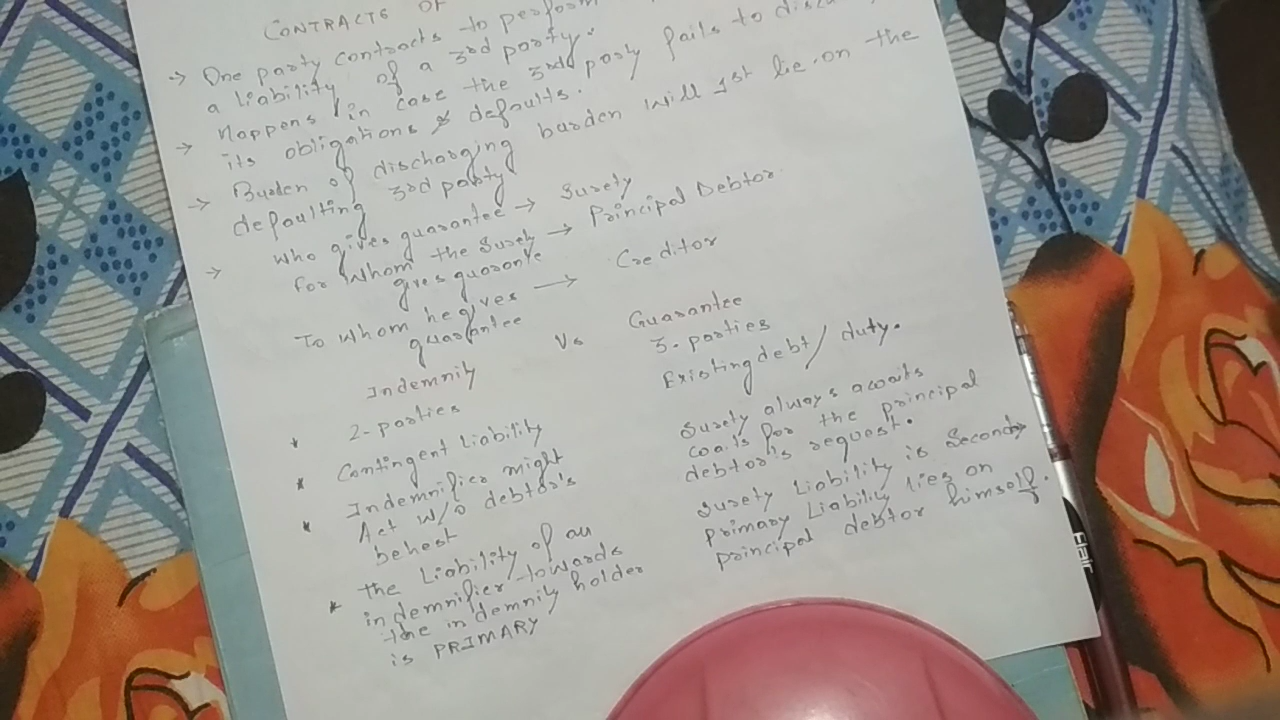 CONTRACTS OF
→ One party contracts to perform
a liability of a 3rd party.
→ Happens in case the 3rd party fails to
its obligations & defaults.
→ Burden of discharging burden will 1st lie on the
defaulting 3rd party
→ who gives guarantee → Surety
for whom the Surety → Principal Debtor
gives guarante
To whom he gives → Creditor
guarantee
Indemnity Vs Guarantee
* 2- parties 3- parties
* Contingent Liability Existing debt / duty.
* Indemnifier might Surety always awaits
Act w/o debtor's for the principal
behest debtor's request.
* the Liability of an Surety Liability is Secondy
indemnifier towards primary Liability lies on
the indemnity holder principal debtor himself.
is PRIMARY